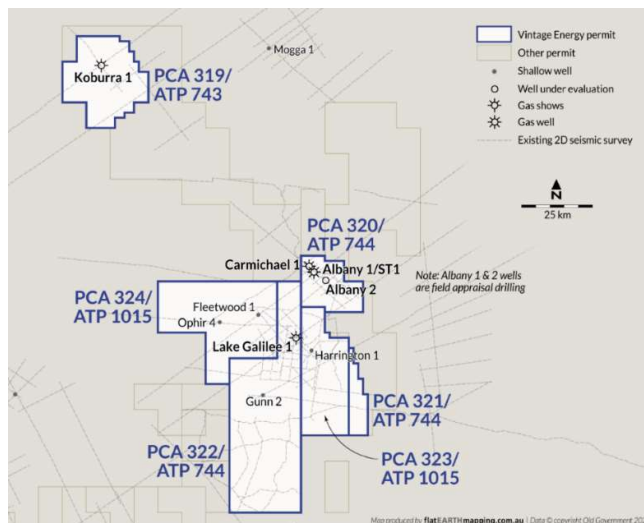 Mogga 1
Koburra 1
PCA 319/
ATP 743
Vintage Energy permit
Other permit
Shallow well
Well under evaluation
Gas shows
Gas well
Existing 2D seismic survey
N
25 km
PCA 320/
ATP 744
Carmichael 1
Albany 1/ST1
Albany 2
Note: Albany 1 & 2 wells
are field appraisal drilling
PCA 324/
ATP 1015
Fleetwood 1
Ophir 4
Lake Galilee 1
Harrington 1
Gunn 2
PCA 321/
ATP 744
PCA 322/
ATP 744
PCA 323/
ATP 1015
Map produced by flatEARTHmapping.com.au | Data © copyright Qld Government